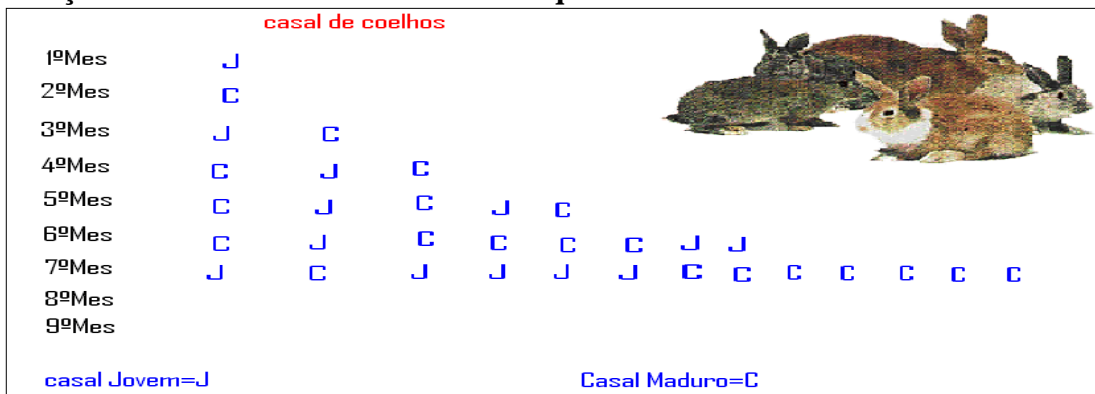 casal de coelhos
1ºMes J
2ºMes C
3ºMes J C
4ºMes C J C
5ºMes C J C J C
6ºMes C J C C C C J J
7ºMes J C J J J J C C C C C C C
8ºMes
9ºMes
casal Jovem=J Casal Maduro=C